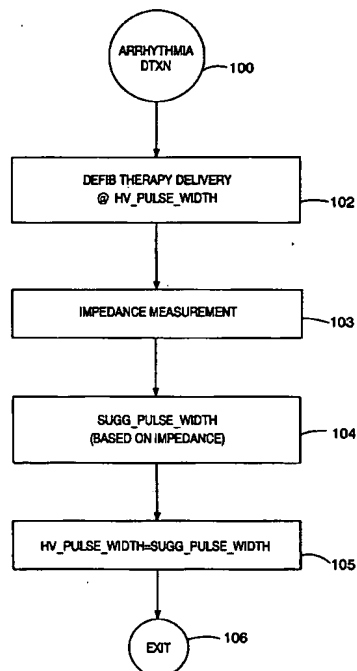 ARRHYTHMIA
DTXN
100
DEFIB THERAPY DELIVERY
@ HV_PULSE_WIDTH
102
IMPEDANCE MEASUREMENT
103
SUGG_PULSE_WIDTH
(BASED ON IMPEDANCE)
104
HV_PULSE_WIDTH=SUGG_PULSE_WIDTH
105
EXIT
106